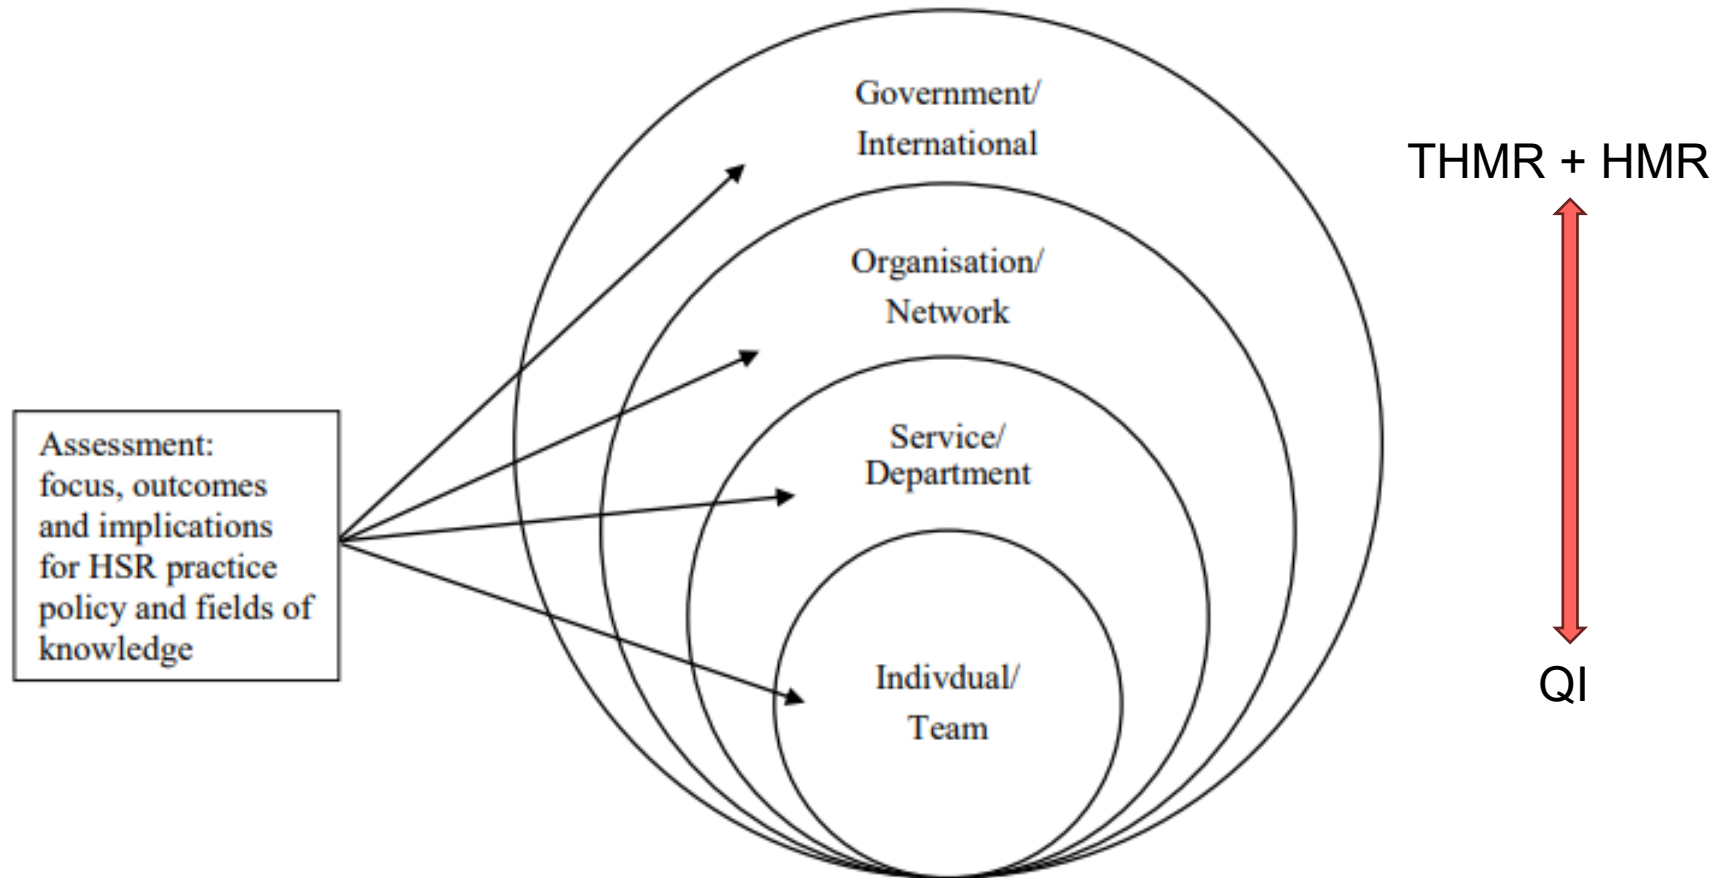 Government/
International
THMR + HMR
Organisation/
Network
Assessment:
focus, outcomes
and implications
for HSR practice
policy and fields of
knowledge
Service/
Department
Indivdual/
Team
QI